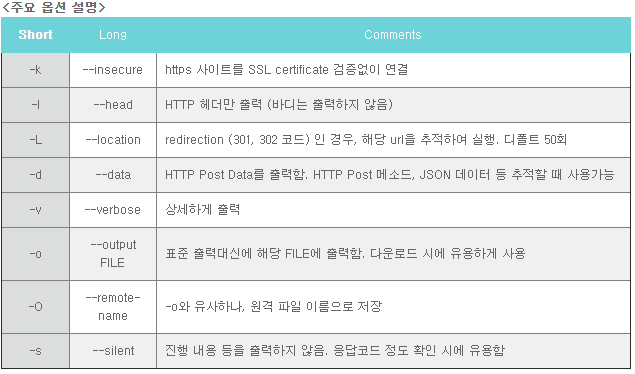 <주요 옵션 설명>
Short Long Comments
-k --insecure https 사이트를 SSL certificate 검증없이 연결
-I --head HTTP 헤더만 출력 (바디는 출력하지 않음)
-L --location redirection (301, 302 코드) 인 경우, 해당 url을 추적하여 실행. 디폴트 50회
-d --data HTTP Post Data를 출력함. HTTP Post 메소드, JSON 데이터 등 추적할 때 사용가능
-v --verbose 상세하게 출력
-o --output FILE 표준 출력대신에 해당 FILE에 출력함. 다운로드 시에 유용하게 사용
-O --remote-name -o와 유사하나, 원격 파일 이름으로 저장
-s --silent 진행 내용 등을 출력하지 않음. 응답코드 정도 확인 시에 유용함